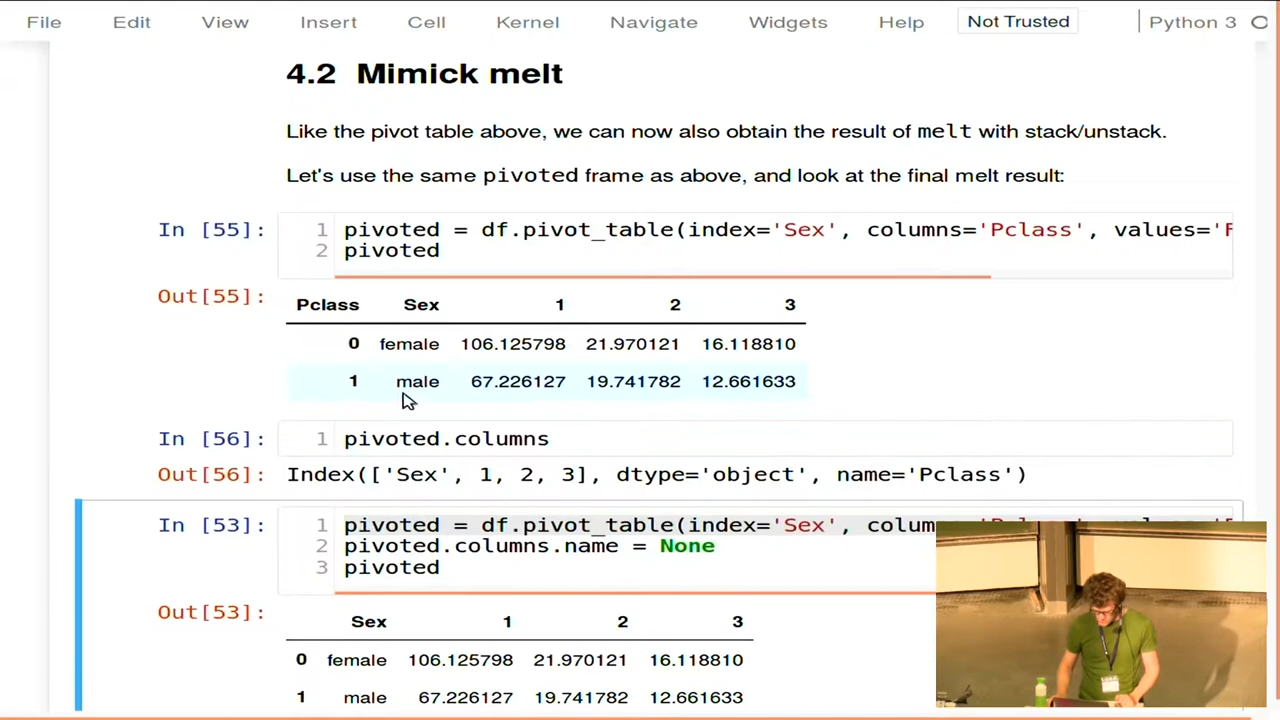 File Edit View Insert Cell Kernel Navigate Widgets Help Not Trusted Python 3
4.2 Mimick melt
Like the pivot table above, we can now also obtain the result of melt with stack/unstack.
Let's use the same pivoted frame as above, and look at the final melt result:
In [55]: 1 pivoted = df.pivot_table(index='Sex', columns='Pclass', values='F
2 pivoted
Out[55]:
Pclass Sex 1 2 3
0 female 106.125798 21.970121 16.118810
1 male 67.226127 19.741782 12.661633
In [56]: 1 pivoted.columns
Out[56]: Index(['Sex', 1, 2, 3], dtype='object', name='Pclass')
In [53]: 1 pivoted = df.pivot_table(index='Sex', colum
2 pivoted.columns.name = None
3 pivoted
Out[53]:
Sex 1 2 3
0 female 106.125798 21.970121 16.118810
1 male 67.226127 19.741782 12.661633